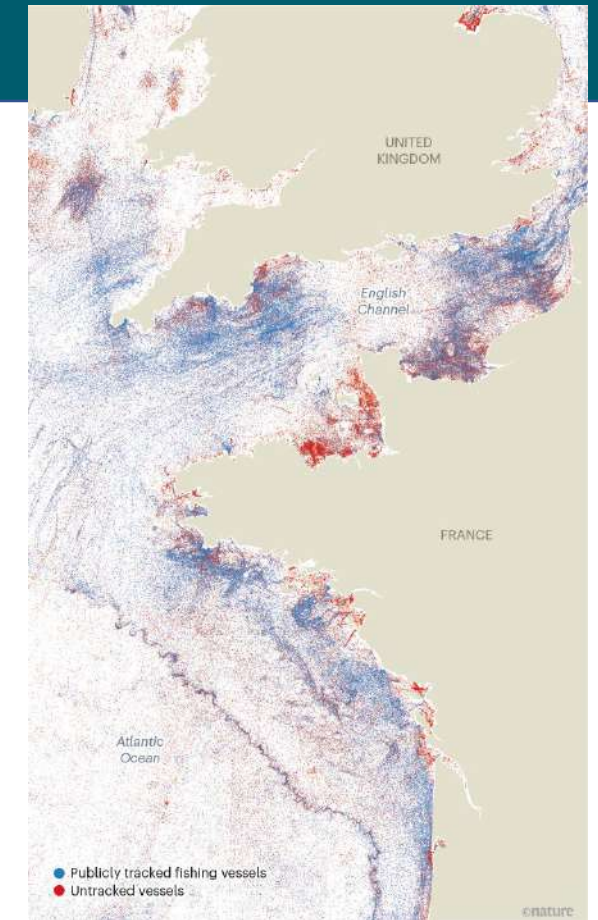 UNITED
KINGDOM
English
Channel
FRANCE
Atlantic
Ocean
Publicly tracked fishing vessels
Untracked vessels
©nature